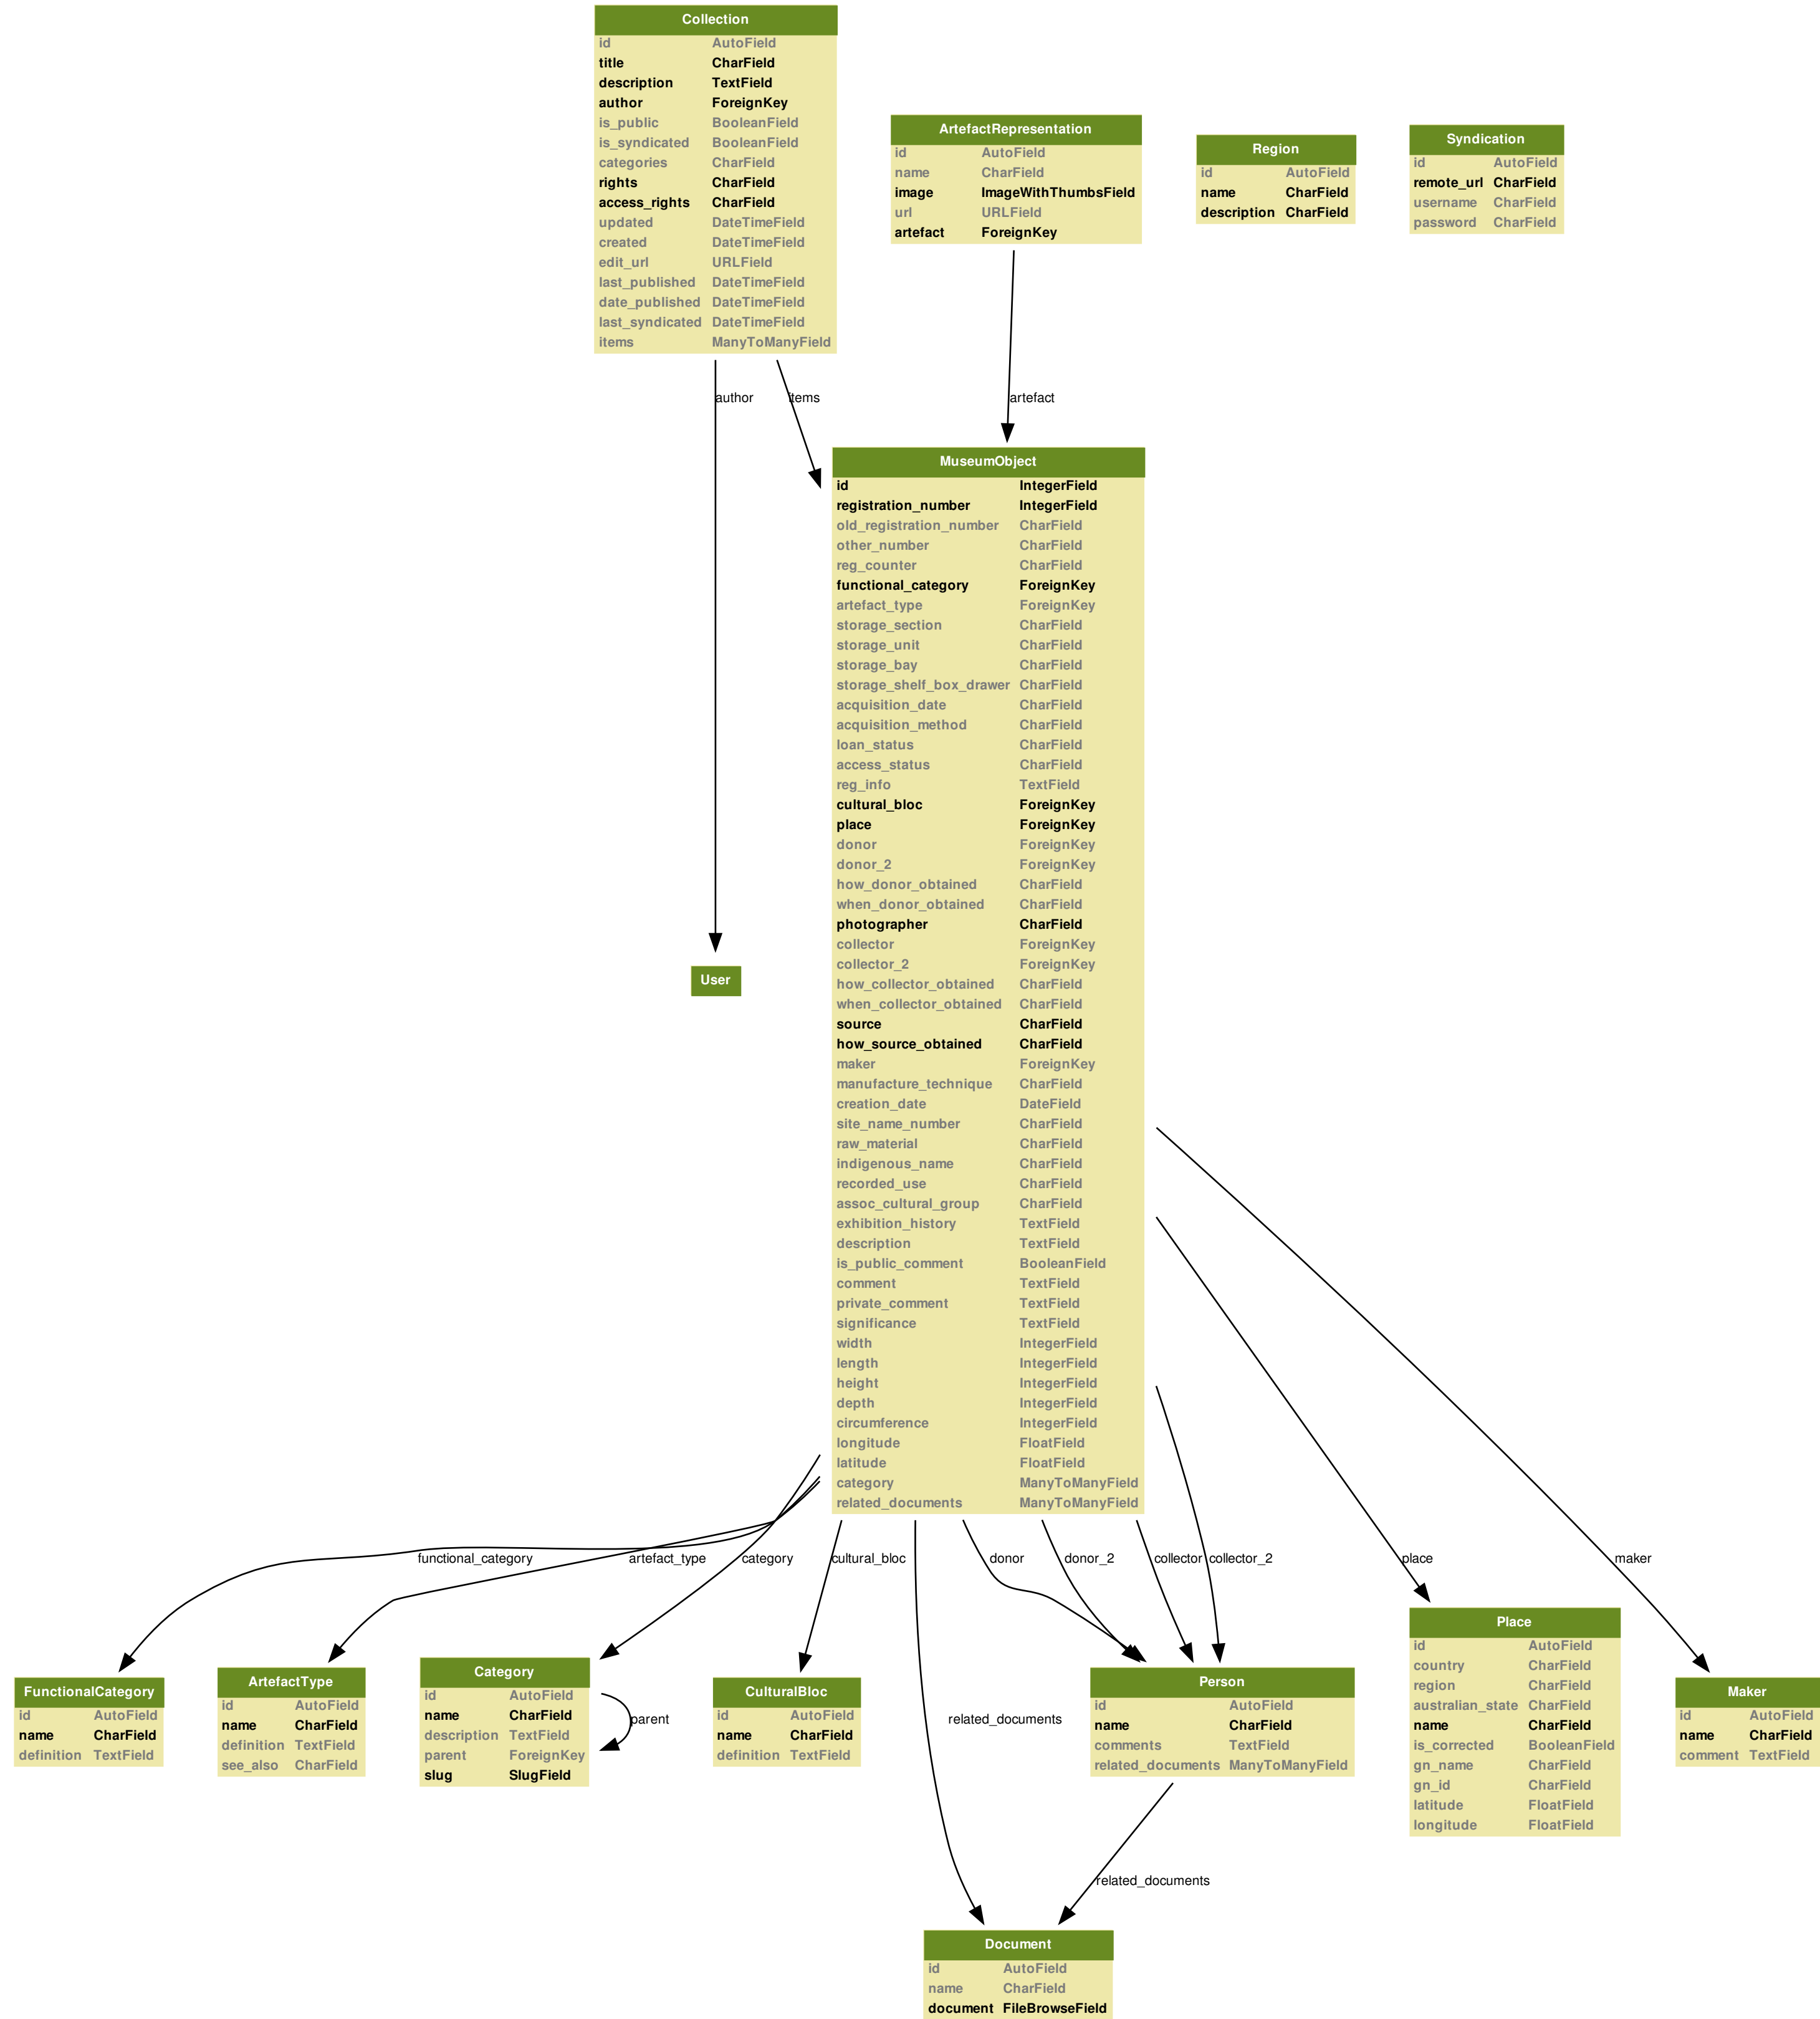 Collection
id AutoField
title CharField
description TextField
author ForeignKey
is_public BooleanField
is_syndicated BooleanField
categories CharField
rights CharField
access_rights CharField
updated DateTimeField
created DateTimeField
edit_url URLField
last_published DateTimeField
date_published DateTimeField
last_syndicated DateTimeField
items ManyToManyField
ArtefactRepresentation
id AutoField
name CharField
image ImageWithThumbsField
url URLField
artefact ForeignKey
Region
id AutoField
name CharField
description CharField
Syndication
id AutoField
remote_url CharField
username CharField
password CharField
author
items
artefact
MuseumObject
id IntegerField
registration_number IntegerField
old_registration_number CharField
other_number CharField
reg_counter CharField
functional_category ForeignKey
artefact_type ForeignKey
storage_section CharField
storage_unit CharField
storage_bay CharField
storage_shelf_box_drawer CharField
acquisition_date CharField
acquisition_method CharField
loan_status CharField
access_status CharField
reg_info TextField
cultural_bloc ForeignKey
place ForeignKey
donor ForeignKey
donor_2 ForeignKey
how_donor_obtained CharField
when_donor_obtained CharField
photographer CharField
collector ForeignKey
collector_2 ForeignKey
how_collector_obtained CharField
when_collector_obtained CharField
source CharField
how_source_obtained CharField
maker ForeignKey
manufacture_technique CharField
creation_date DateField
site_name_number CharField
raw_material CharField
indigenous_name CharField
recorded_use CharField
assoc_cultural_group CharField
exhibition_history TextField
description TextField
is_public_comment BooleanField
comment TextField
private_comment TextField
significance TextField
width IntegerField
length IntegerField
height IntegerField
depth IntegerField
circumference IntegerField
longitude FloatField
latitude FloatField
category ManyToManyField
related_documents ManyToManyField
User
functional_category
artefact_type
category
cultural_bloc
donor
donor_2
collector
collector_2
place
maker
FunctionalCategory
id AutoField
name CharField
definition TextField
ArtefactType
id AutoField
name CharField
definition TextField
see_also CharField
Category
id AutoField
name CharField
description TextField
parent ForeignKey
slug SlugField
parent
CulturalBloc
id AutoField
name CharField
definition TextField
related_documents
Person
id AutoField
name CharField
comments TextField
related_documents ManyToManyField
Place
id AutoField
country CharField
region CharField
australian_state CharField
name CharField
is_corrected BooleanField
gn_name CharField
gn_id CharField
latitude FloatField
longitude FloatField
Maker
id AutoField
name CharField
comment TextField
related_documents
Document
id AutoField
name CharField
document FileBrowseField